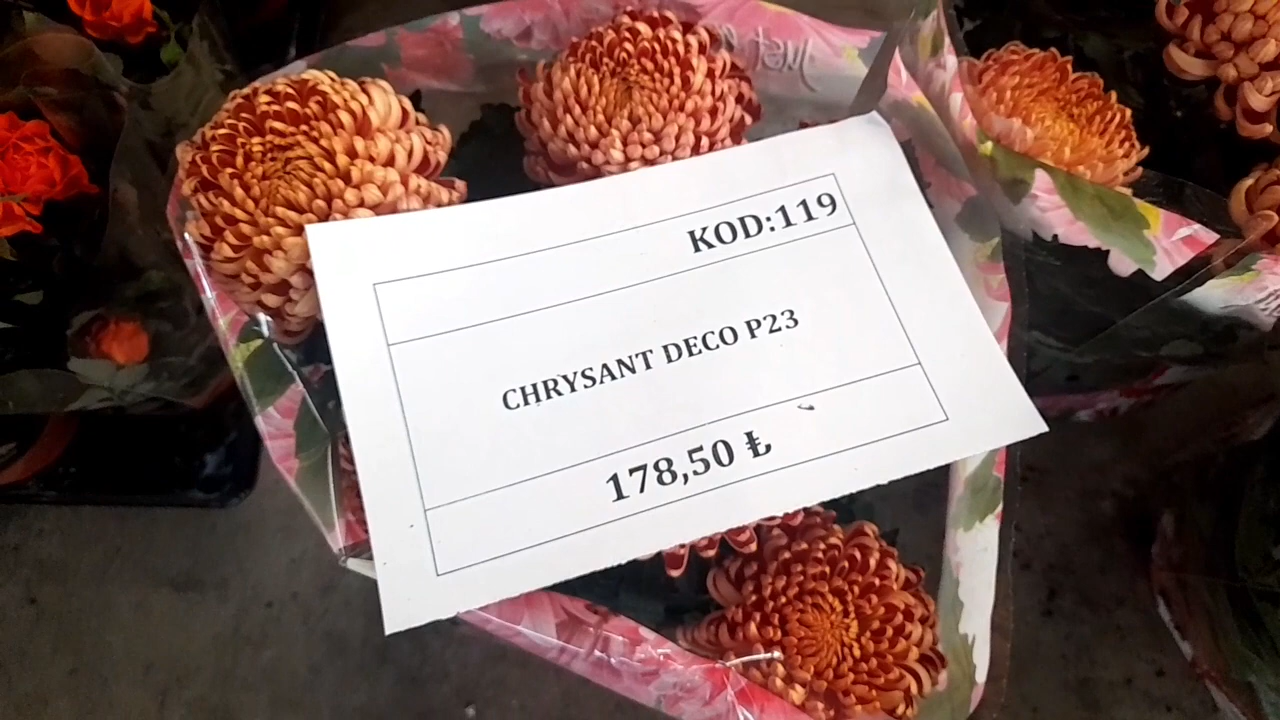 KOD:119
CHRYSANT DECO P23
178,50 ₺